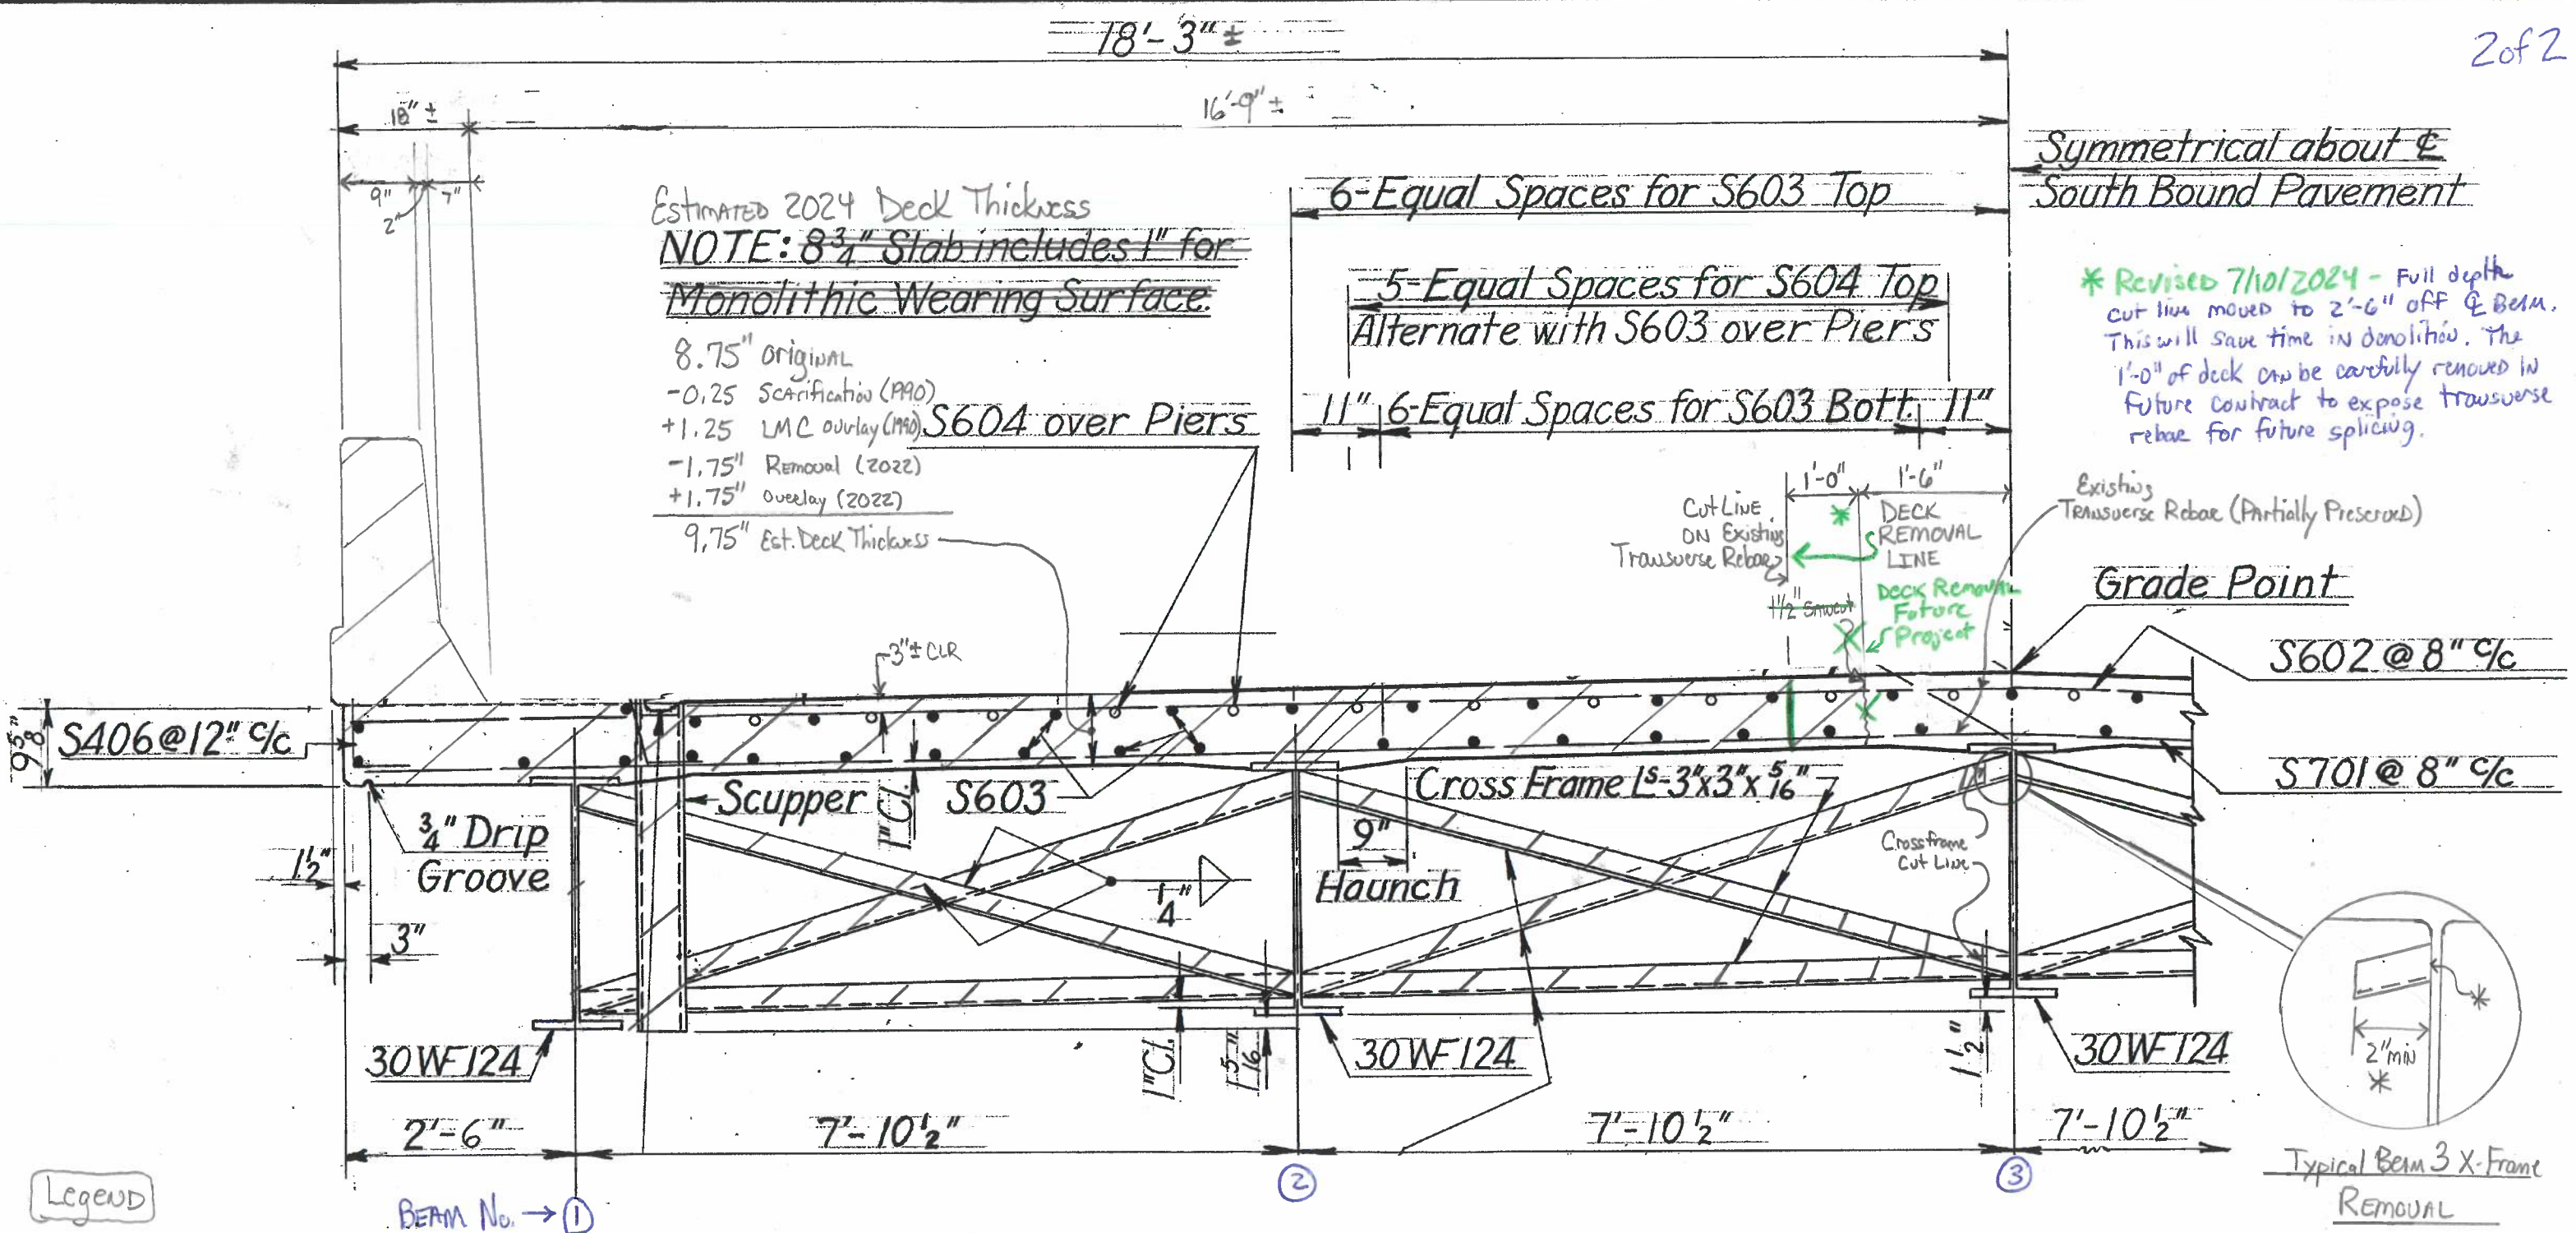 18'-3" ±
2 of 2
18" ±
16'-9" ±
9"
2"
7"
Symmetrical about ℄
South Bound Pavement
6-Equal Spaces for S603 Top
Estimated 2024 Deck Thickness
NOTE: 8¾" Slab includes 1" for
Monolithic Wearing Surface.
5-Equal Spaces for S604 Top
Alternate with S603 over Piers
11" 6-Equal Spaces for S603 Bott. 11"
* Revised 7/10/2024 - Full depth
cut line moved to 2'-6" off ℄ Beam.
This will save time in demolition. The
1'-0" of deck can be carefully removed in
future contract to expose transverse
rebar for future splicing.
8.75" original
-0.25 Scarification (1990)
+1.25 LMC overlay (1990)
-1.75" Removal (2022)
+1.75" Overlay (2022)
9.75" Est. Deck Thickness
S604 over Piers
1'-0"
1'-6"
Cut Line
on Existing
Transverse Rebar
*
Deck
Removal
Line
1½" Sawcut
Deck Removal
Future
Project
Existing
Transverse Rebar (Partially Preserved)
Grade Point
S602 @ 8" c/c
3"± CLR
9⅝"
S406 @ 12" c/c
S701 @ 8" c/c
Scupper
1" Cl.
S603
Cross Frame Ls-3"x3"x5/16"
9"
Haunch
¾" Drip
Groove
1½"
3"
1/4"
Crossframe
Cut Line
30WF124
1" Cl.
1 5/16"
30WF124
1½"
30WF124
2" min
*
*
2'-6"
7'-10½"
7'-10½"
7'-10½"
Typical Beam 3 X-Frame
Removal
Legend
Beam No. → 1
2
3